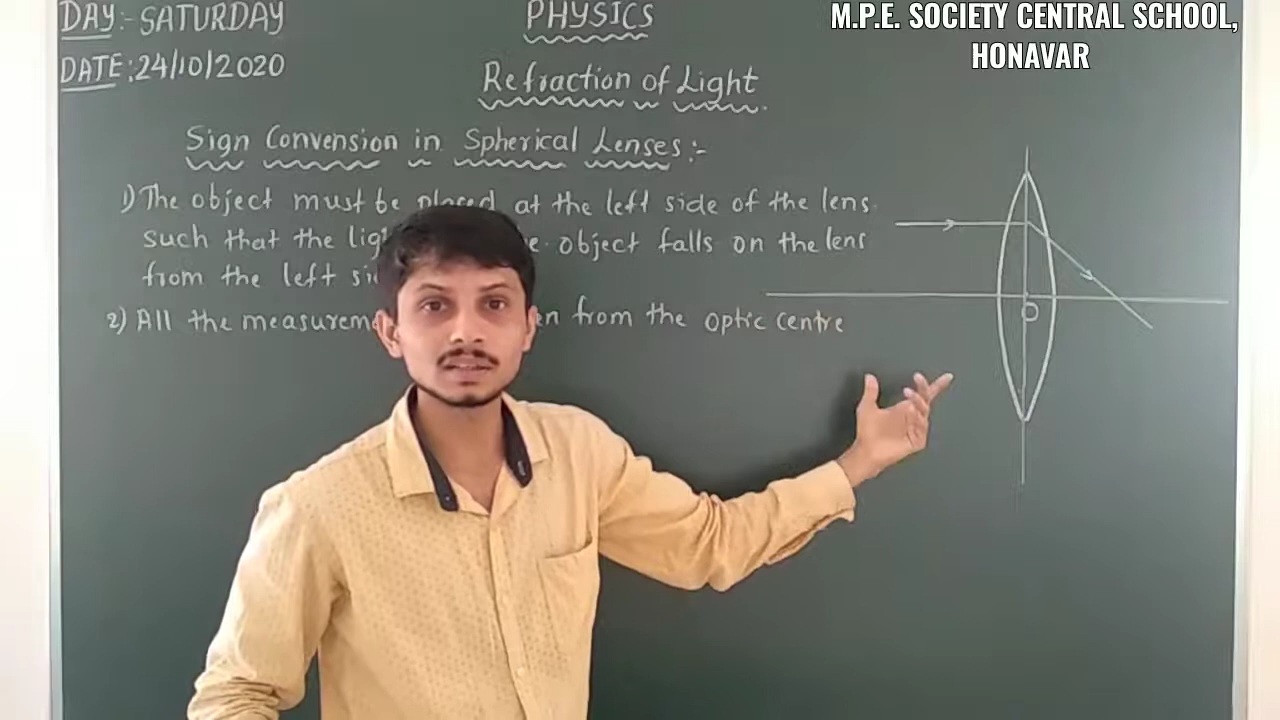 DAY:- SATURDAY
DATE:24/10/2020
PHYSICS
M.P.E. SOCIETY CENTRAL SCHOOL,
HONAVAR
Refraction of Light
Sign Convension in Spherical Lenses:-
1) The object must be placed at the left side of the lens.
such that the object falls on the lens
from the left
2) All the from the optic centre
O